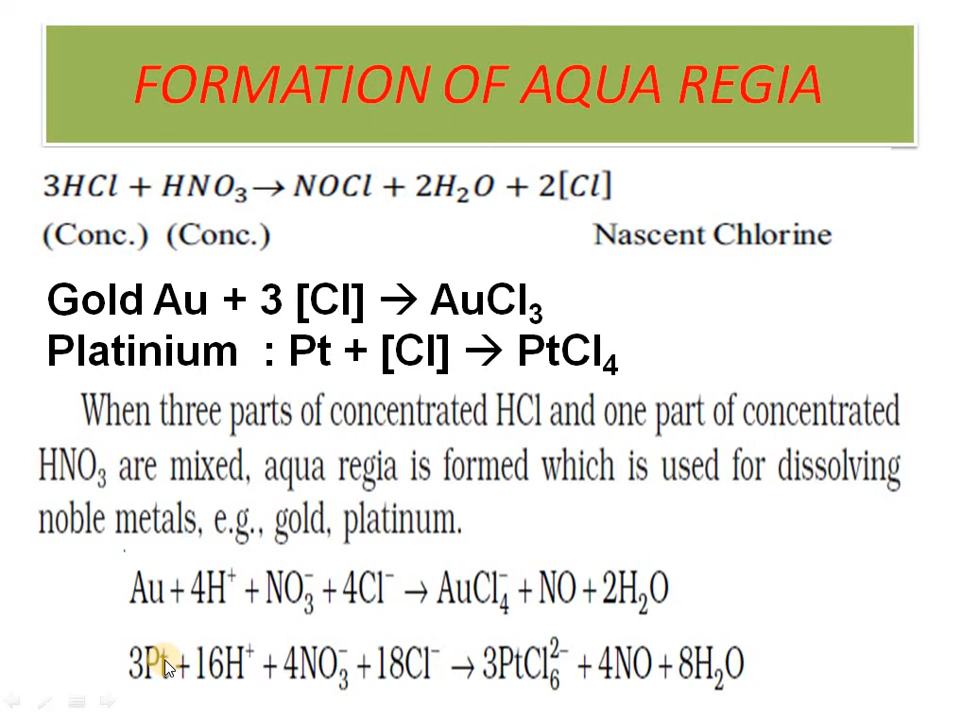 FORMATION OF AQUA REGIA
3HCl + HNO₃ → NOCl + 2H₂O + 2[Cl]
(Conc.) (Conc.) Nascent Chlorine
Gold Au + 3 [Cl] → AuCl₃
Platinium : Pt + [Cl] → PtCl₄
When three parts of concentrated HCl and one part of concentrated
HNO₃ are mixed, aqua regia is formed which is used for dissolving
noble metals, e.g., gold, platinum.
Au + 4H⁺ + NO₃⁻ + 4Cl⁻ → AuCl₄⁻ + NO + 2H₂O
3Pt + 16H⁺ + 4NO₃⁻ + 18Cl⁻ → 3PtCl₆²⁻ + 4NO + 8H₂O